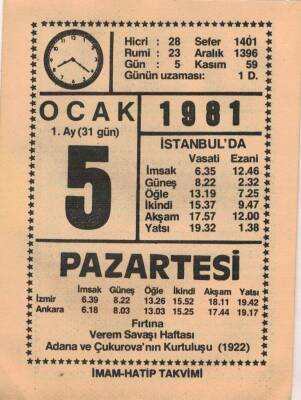 Hicri : 28 Sefer 1401
Rumi : 23 Aralık 1396
Gün : 5 Kasım 59
Günün uzaması: 1 D.
OCAK 1981
1. Ay (31 gün)
5
İSTANBUL'DA
Vasati Ezani
İmsak 6.35 12.46
Güneş 8.22 2.32
Öğle 13.19 7.25
İkindi 15.37 9.47
Akşam 17.57 12.00
Yatsı 19.32 1.38
PAZARTESİ
İmsak Güneş Öğle İkindi Akşam Yatsı
İzmir 6.39 8.22 13.26 15.52 18.11 19.42
Ankara 6.18 8.03 13.03 15.25 17.44 19.17
Fırtına
Verem Savaşı Haftası
Adana ve Çukurova'nın Kurtuluşu (1922)
İMAM-HATİP TAKVİMİ